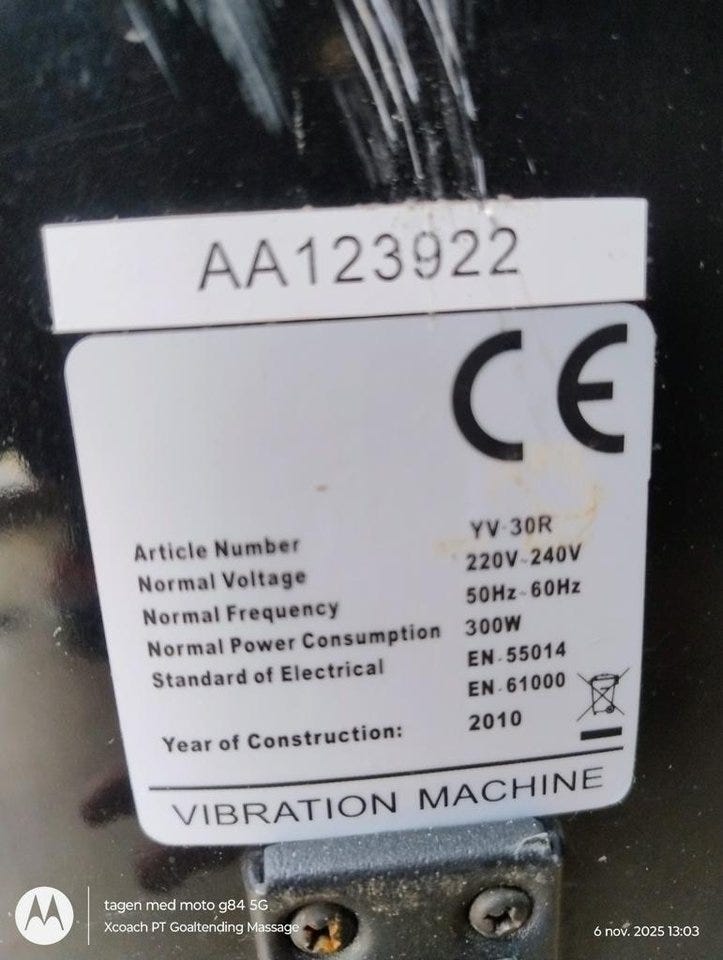 AA123922
CE
Article Number YV-30R
Normal Voltage 220V~240V
Normal Frequency 50Hz~60Hz
Normal Power Consumption 300W
Standard of Electrical EN-55014
EN-61000
Year of Construction: 2010
VIBRATION MACHINE
tagen med moto g84 5G
Xcoach PT Goaltending Massage
6 nov. 2025 13:03